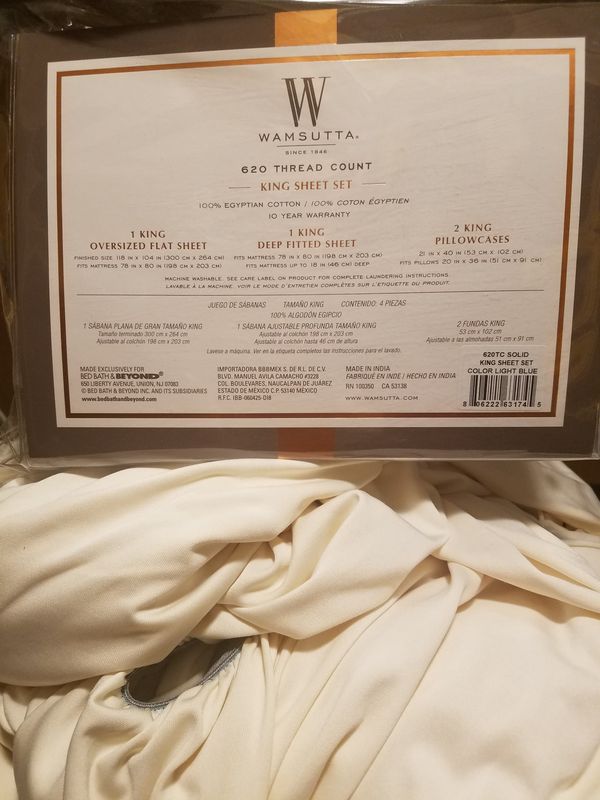 W
WAMSUTTA®
SINCE 1846
620 THREAD COUNT
KING SHEET SET
100% EGYPTIAN COTTON / 100% COTON ÉGYPTIEN
10 YEAR WARRANTY
1 KING
OVERSIZED FLAT SHEET
FINISHED SIZE 118 IN x 104 IN (300 CM x 264 CM)
FITS MATTRESS 78 IN x 80 IN (198 CM x 203 CM)
1 KING
DEEP FITTED SHEET
FITS MATTRESS 78 IN x 80 IN (198 CM x 203 CM)
FITS MATTRESS UP TO 18 IN (46 CM) DEEP
2 KING
PILLOWCASES
21 IN x 40 IN (53 CM x 102 CM)
FITS PILLOWS 20 IN x 36 IN (51 CM x 91 CM)
MACHINE WASHABLE. SEE CARE LABEL ON PRODUCT FOR COMPLETE LAUNDERING INSTRUCTIONS.
LAVABLE À LA MACHINE. VOIR LE MODE D'ENTRETIEN COMPLÈTES SUR L'ETIQUETTE DU PRODUIT.
JUEGO DE SÁBANAS TAMAÑO KING CONTENIDO: 4 PIEZAS
100% ALGODÓN EGIPCIO
1 SÁBANA PLANA DE GRAN TAMAÑO KING
Tamaño terminado 300 cm x 264 cm
Ajustable al colchón 198 cm x 203 cm
1 SÁBANA AJUSTABLE PROFUNDA TAMAÑO KING
Ajustable al colchón 198 cm x 203 cm
Ajustable al colchón hasta 46 cm de altura
2 FUNDAS KING
53 cm x 102 cm
Ajustable a las almohadas 51 cm x 91 cm
Lavese a máquina. Ver en la etiqueta completas las instrucciones para el lavado.
MADE EXCLUSIVELY FOR
BED BATH & BEYOND®
650 LIBERTY AVENUE, UNION, NJ 07083
© BED BATH & BEYOND INC. AND ITS SUBSIDIARIES
www.bedbathandbeyond.com
IMPORTADORA BBBMEX S. DE R.L. DE C.V.
BLVD. MANUEL AVILA CAMACHO #3228
COL. BOULEVARES, NAUCALPAN DE JUÁREZ
ESTADO DE MÉXICO C.P. 53140 MÉXICO
R.F.C. IBB-060425-DI8
MADE IN INDIA
FABRIQUÉ EN INDE / HECHO EN INDIA
RN 100350 CA 53138
WWW.WAMSUTTA.COM
620TC SOLID
KING SHEET SET
COLOR LIGHT BLUE
8 06222 63174 5